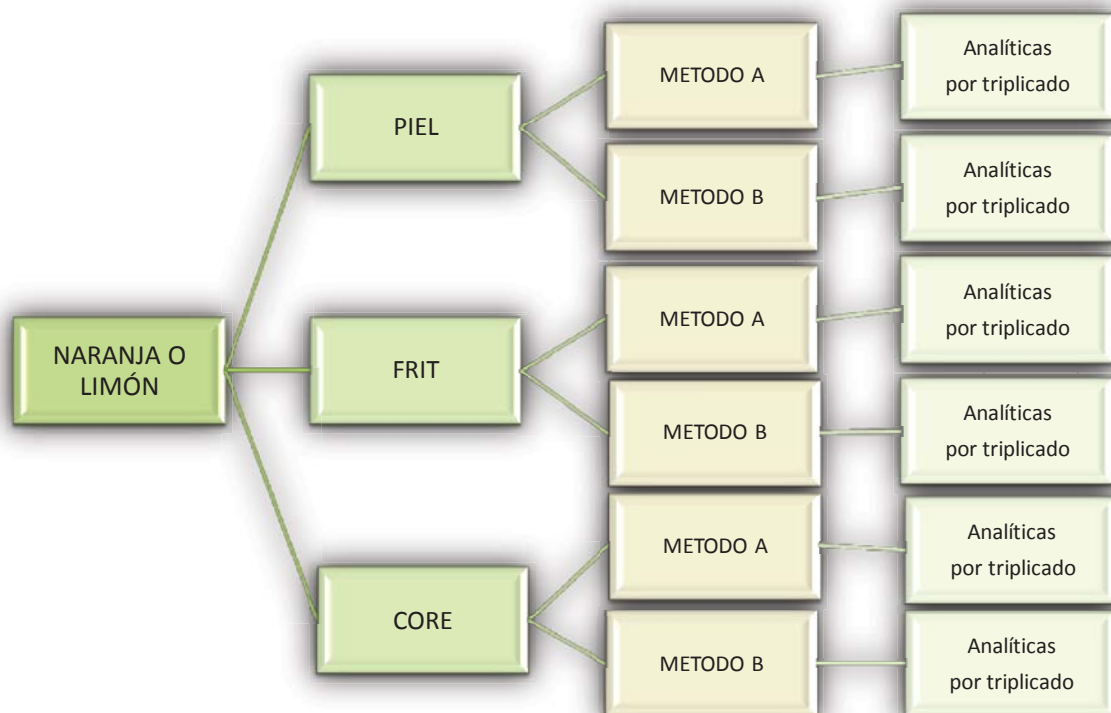 NARANJA O
LIMÓN
PIEL
METODO A
Analíticas
por triplicado
METODO B
Analíticas
por triplicado
FRIT
METODO A
Analíticas
por triplicado
METODO B
Analíticas
por triplicado
CORE
METODO A
Analíticas
por triplicado
METODO B
Analíticas
por triplicado